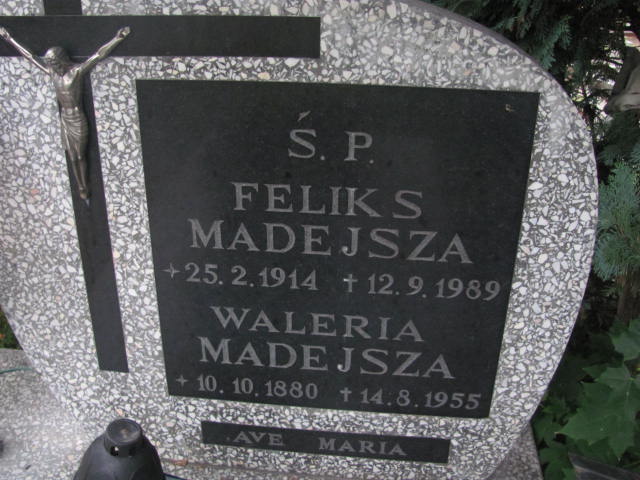 Ś. P.
FELIKS
MADEJSZA
25. 2. 1914 † 12. 9. 1989
WALERIA
MADEJSZA
10. 10. 1880 † 14. 8. 1955
AVE MARIA